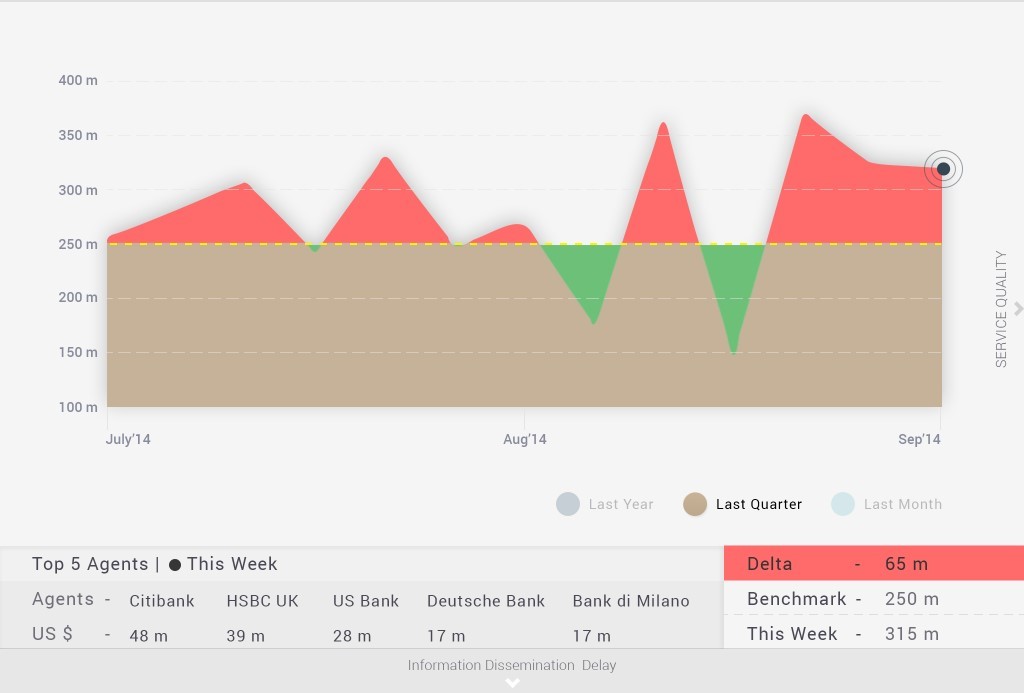 400 m
350 m
300 m
250 m
200 m
150 m
100 m
July'14 Aug'14 Sep'14
SERVICE QUALITY
Last Year Last Quarter Last Month
Top 5 Agents | This Week
Agents - Citibank HSBC UK US Bank Deutsche Bank Bank di Milano
US $ - 48 m 39 m 28 m 17 m 17 m
Delta - 65 m
Benchmark - 250 m
This Week - 315 m
Information Dissemination Delay